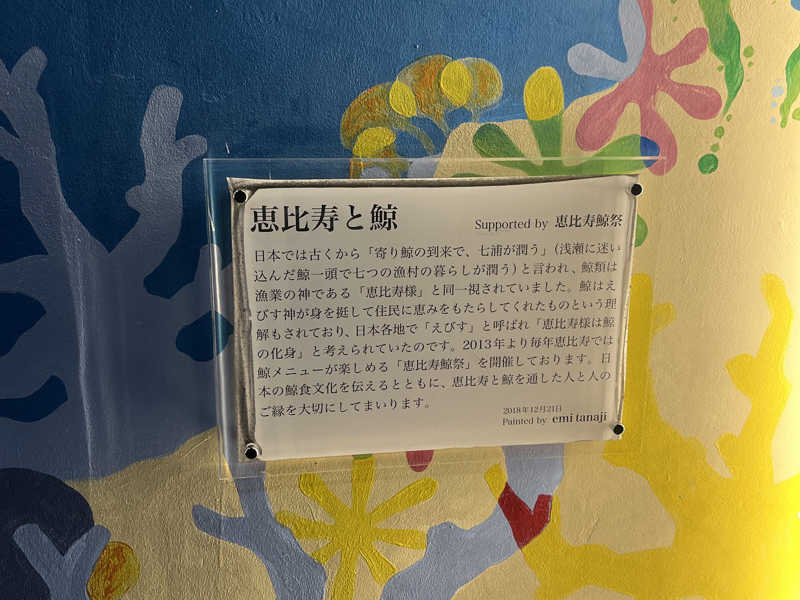 恵比寿と鯨
Supported by 恵比寿鯨祭
日本では古くから「寄り鯨の到来で、七浦が潤う」(浅瀬に迷い
込んだ鯨一頭で七つの漁村の暮らしが潤う)と言われ、鯨類は
漁業の神である「恵比寿様」と同一視されていました。鯨はえ
びす神が身を挺して住民に恵みをもたらしてくれたものという理
解もされており、日本各地で「えびす」と呼ばれ「恵比寿様は鯨
の化身」と考えられていたのです。2013年より毎年恵比寿では
鯨メニューが楽しめる「恵比寿鯨祭」を開催しております。日
本の鯨食文化を伝えるとともに、恵比寿と鯨を通した人と人の
ご縁を大切にしてまいります。
2018年12月21日
Painted by emi tanaji